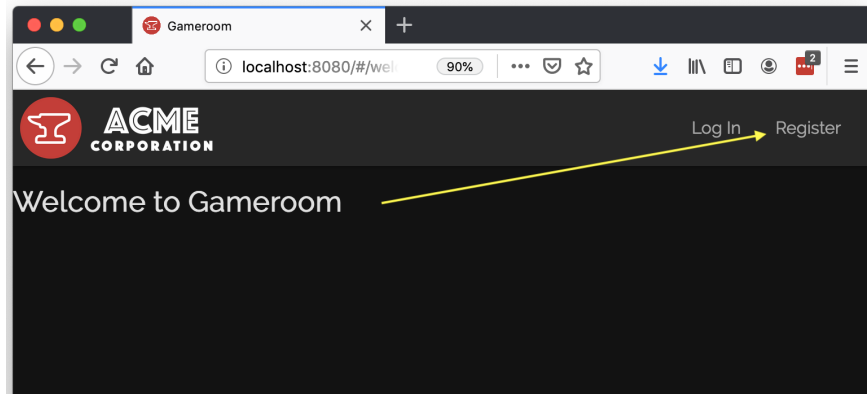 Gameroom
localhost:8080/#/wel
90%
2
ACME
CORPORATION
Log In
Register
Welcome to Gameroom